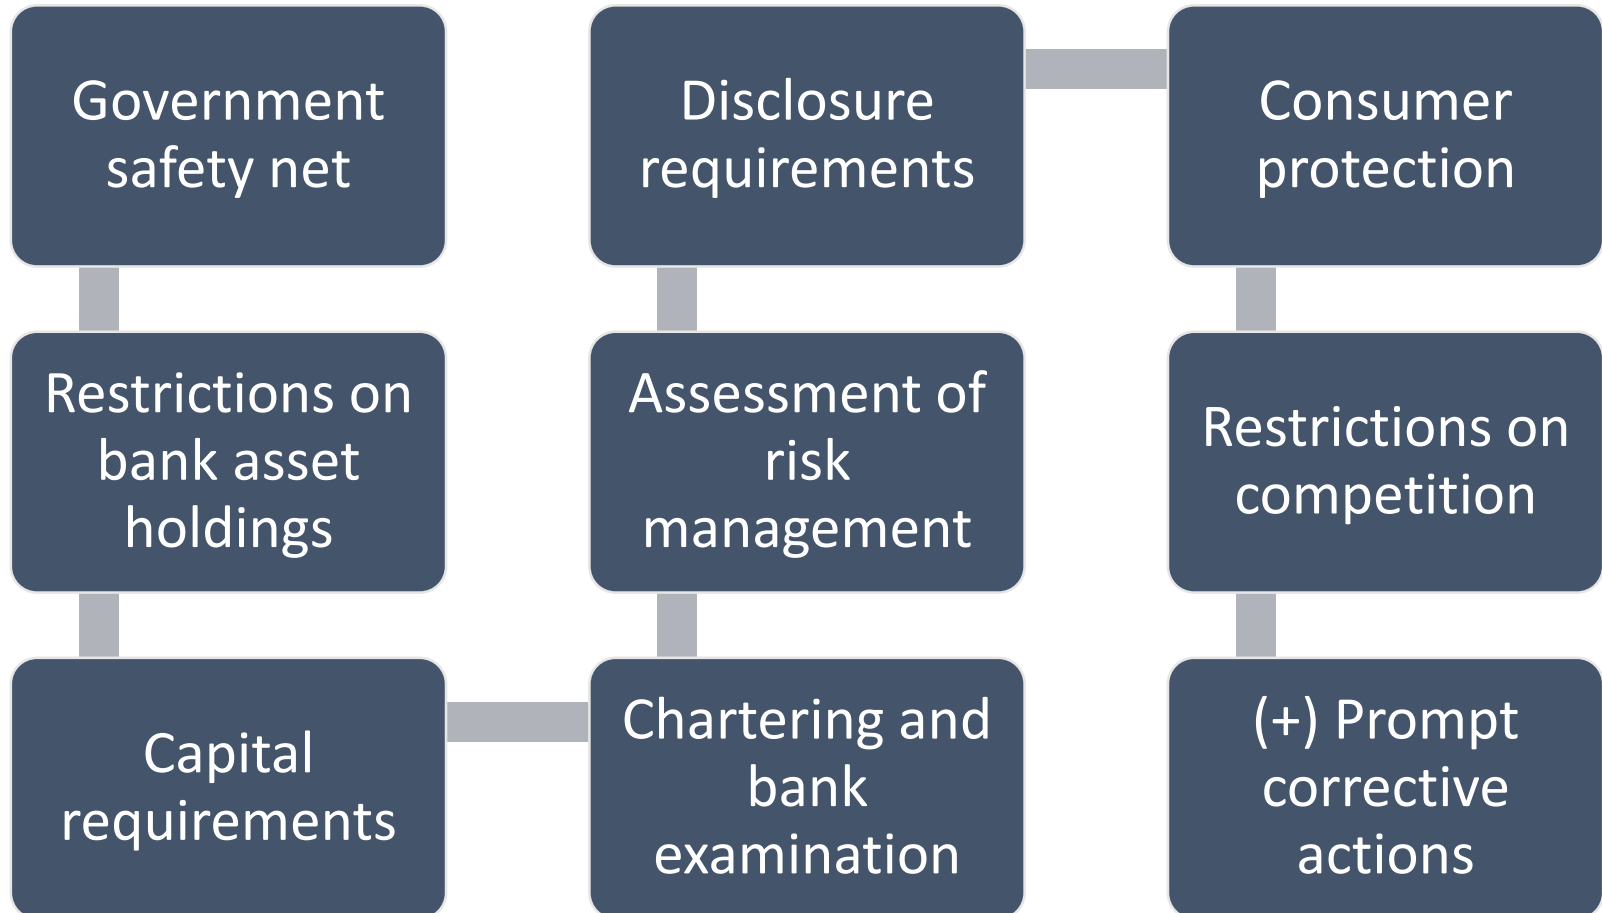 Government
safety net
Restrictions on
bank asset
holdings
Capital
requirements
Chartering and
bank
examination
Assessment of
risk
management
Disclosure
requirements
Consumer
protection
Restrictions on
competition
(+) Prompt
corrective
actions